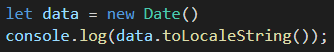 let data = new Date()
console.log(data.toLocaleString());